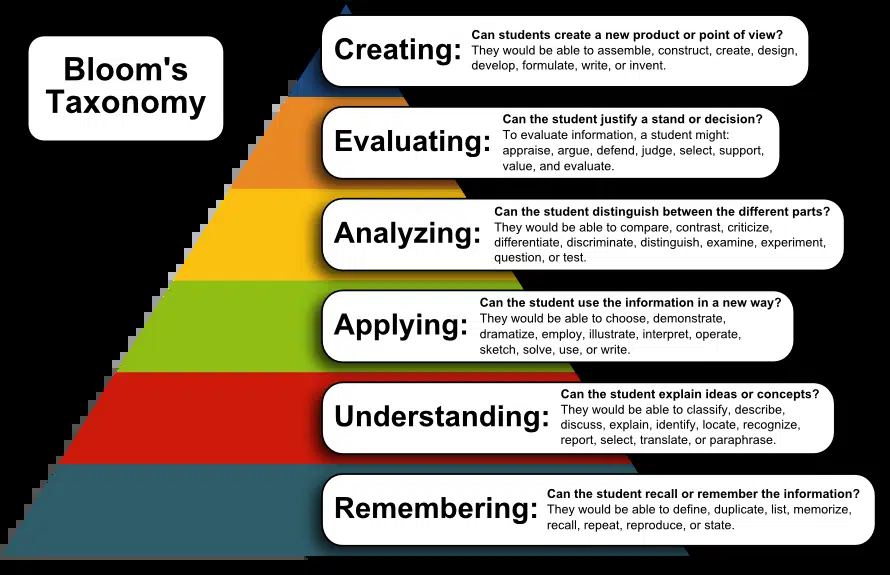 Bloom's
Taxonomy
Creating:
Can students create a new product or point of view?
They would be able to assemble, construct, create, design,
develop, formulate, write, or invent.
Evaluating:
Can the student justify a stand or decision?
To evaluate information, a student might:
appraise, argue, defend, judge, select, support,
value, and evaluate.
Analyzing:
Can the student distinguish between the different parts?
They would be able to compare, contrast, criticize,
differentiate, discriminate, distinguish, examine, experiment,
question, or test.
Applying:
Can the student use the information in a new way?
They would be able to choose, demonstrate,
dramatize, employ, illustrate, interpret, operate,
sketch, solve, use, or write.
Understanding:
Can the student explain ideas or concepts?
They would be able to classify, describe,
discuss, explain, identify, locate, recognize,
report, select, translate, or paraphrase.
Remembering:
Can the student recall or remember the information?
They would be able to define, duplicate, list, memorize,
recall, repeat, reproduce, or state.